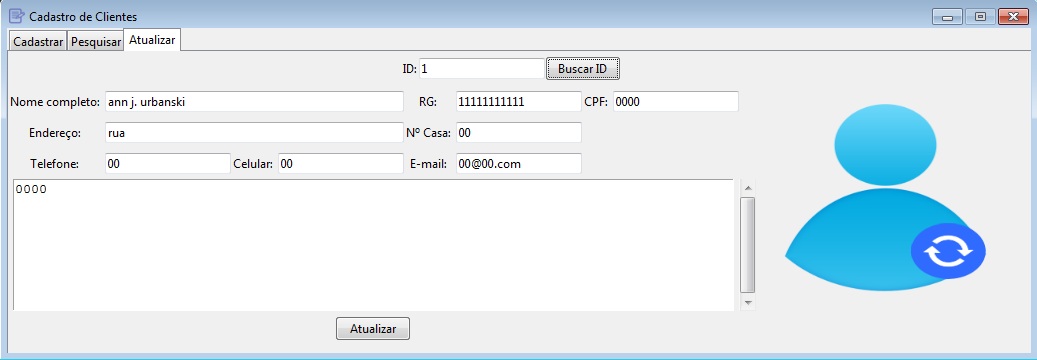 Cadastro de Clientes
Cadastrar Pesquisar Atualizar
ID: 1 Buscar ID
Nome completo: ann j. urbanski RG: 11111111111 CPF: 0000
Endereço: rua Nº Casa: 00
Telefone: 00 Celular: 00 E-mail: 00@00.com
0000
Atualizar